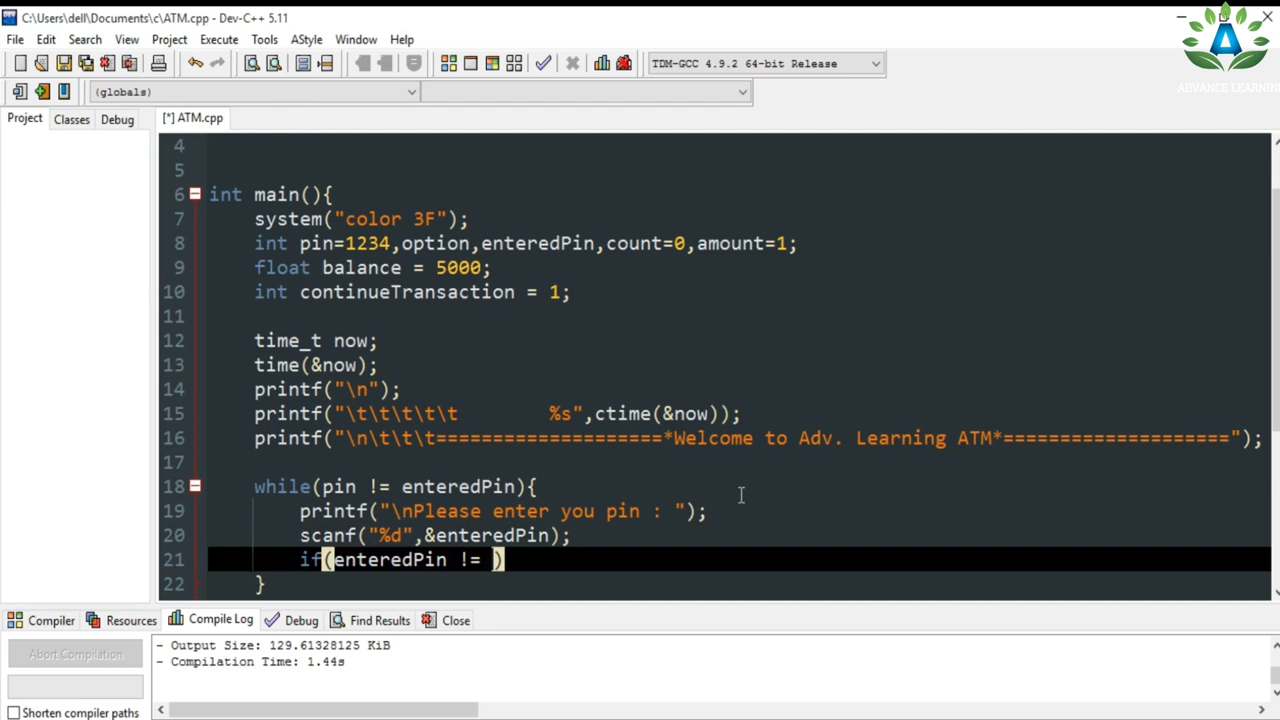 C:\Users\dell\Documents\c\ATM.cpp - Dev-C++ 5.11
File Edit Search View Project Execute Tools AStyle Window Help
TDM-GCC 4.9.2 64-bit Release
(globals)
ADVANCE LEARNING
Project Classes Debug [*] ATM.cpp
4
5
6 int main(){
7 system("color 3F");
8 int pin=1234,option,enteredPin,count=0,amount=1;
9 float balance = 5000;
10 int continueTransaction = 1;
11
12 time_t now;
13 time(&now);
14 printf("\n");
15 printf("\t\t\t\t\t        %s",ctime(&now));
16 printf("\n\t\t\t====================*Welcome to Adv. Learning ATM*====================");
17
18 while(pin != enteredPin){
19 printf("\nPlease enter you pin : ");
20 scanf("%d",&enteredPin);
21 if(enteredPin != )
22 }
Compiler Resources Compile Log Debug Find Results Close
Abort Compilation
Shorten compiler paths
- Output Size: 129.61328125 KiB
- Compilation Time: 1.44s